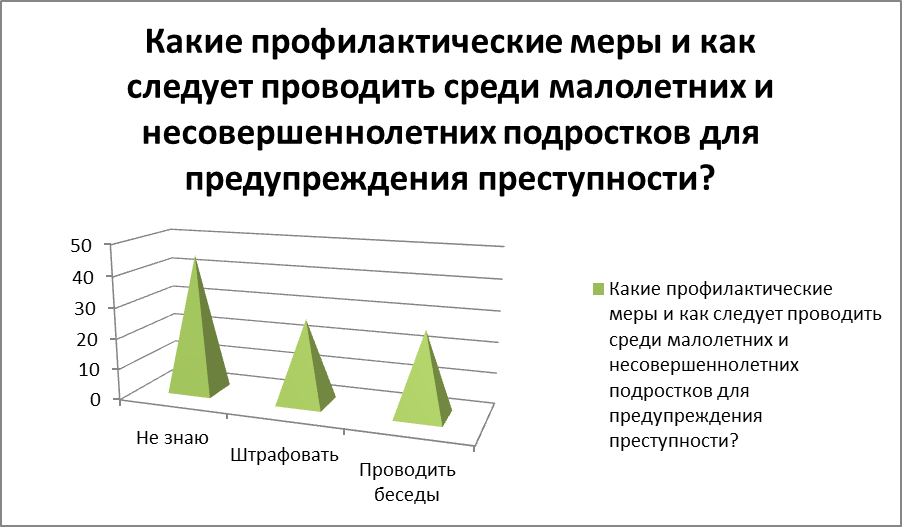 Какие профилактические меры и как
следует проводить среди малолетних и
несовершеннолетних подростков для
предупреждения преступности?
50
40
30
20
10
0
Не знаю
Штрафовать
Проводить
беседы
Какие профилактические
меры и как следует проводить
среди малолетних и
несовершеннолетних
подростков для
предупреждения
преступности?